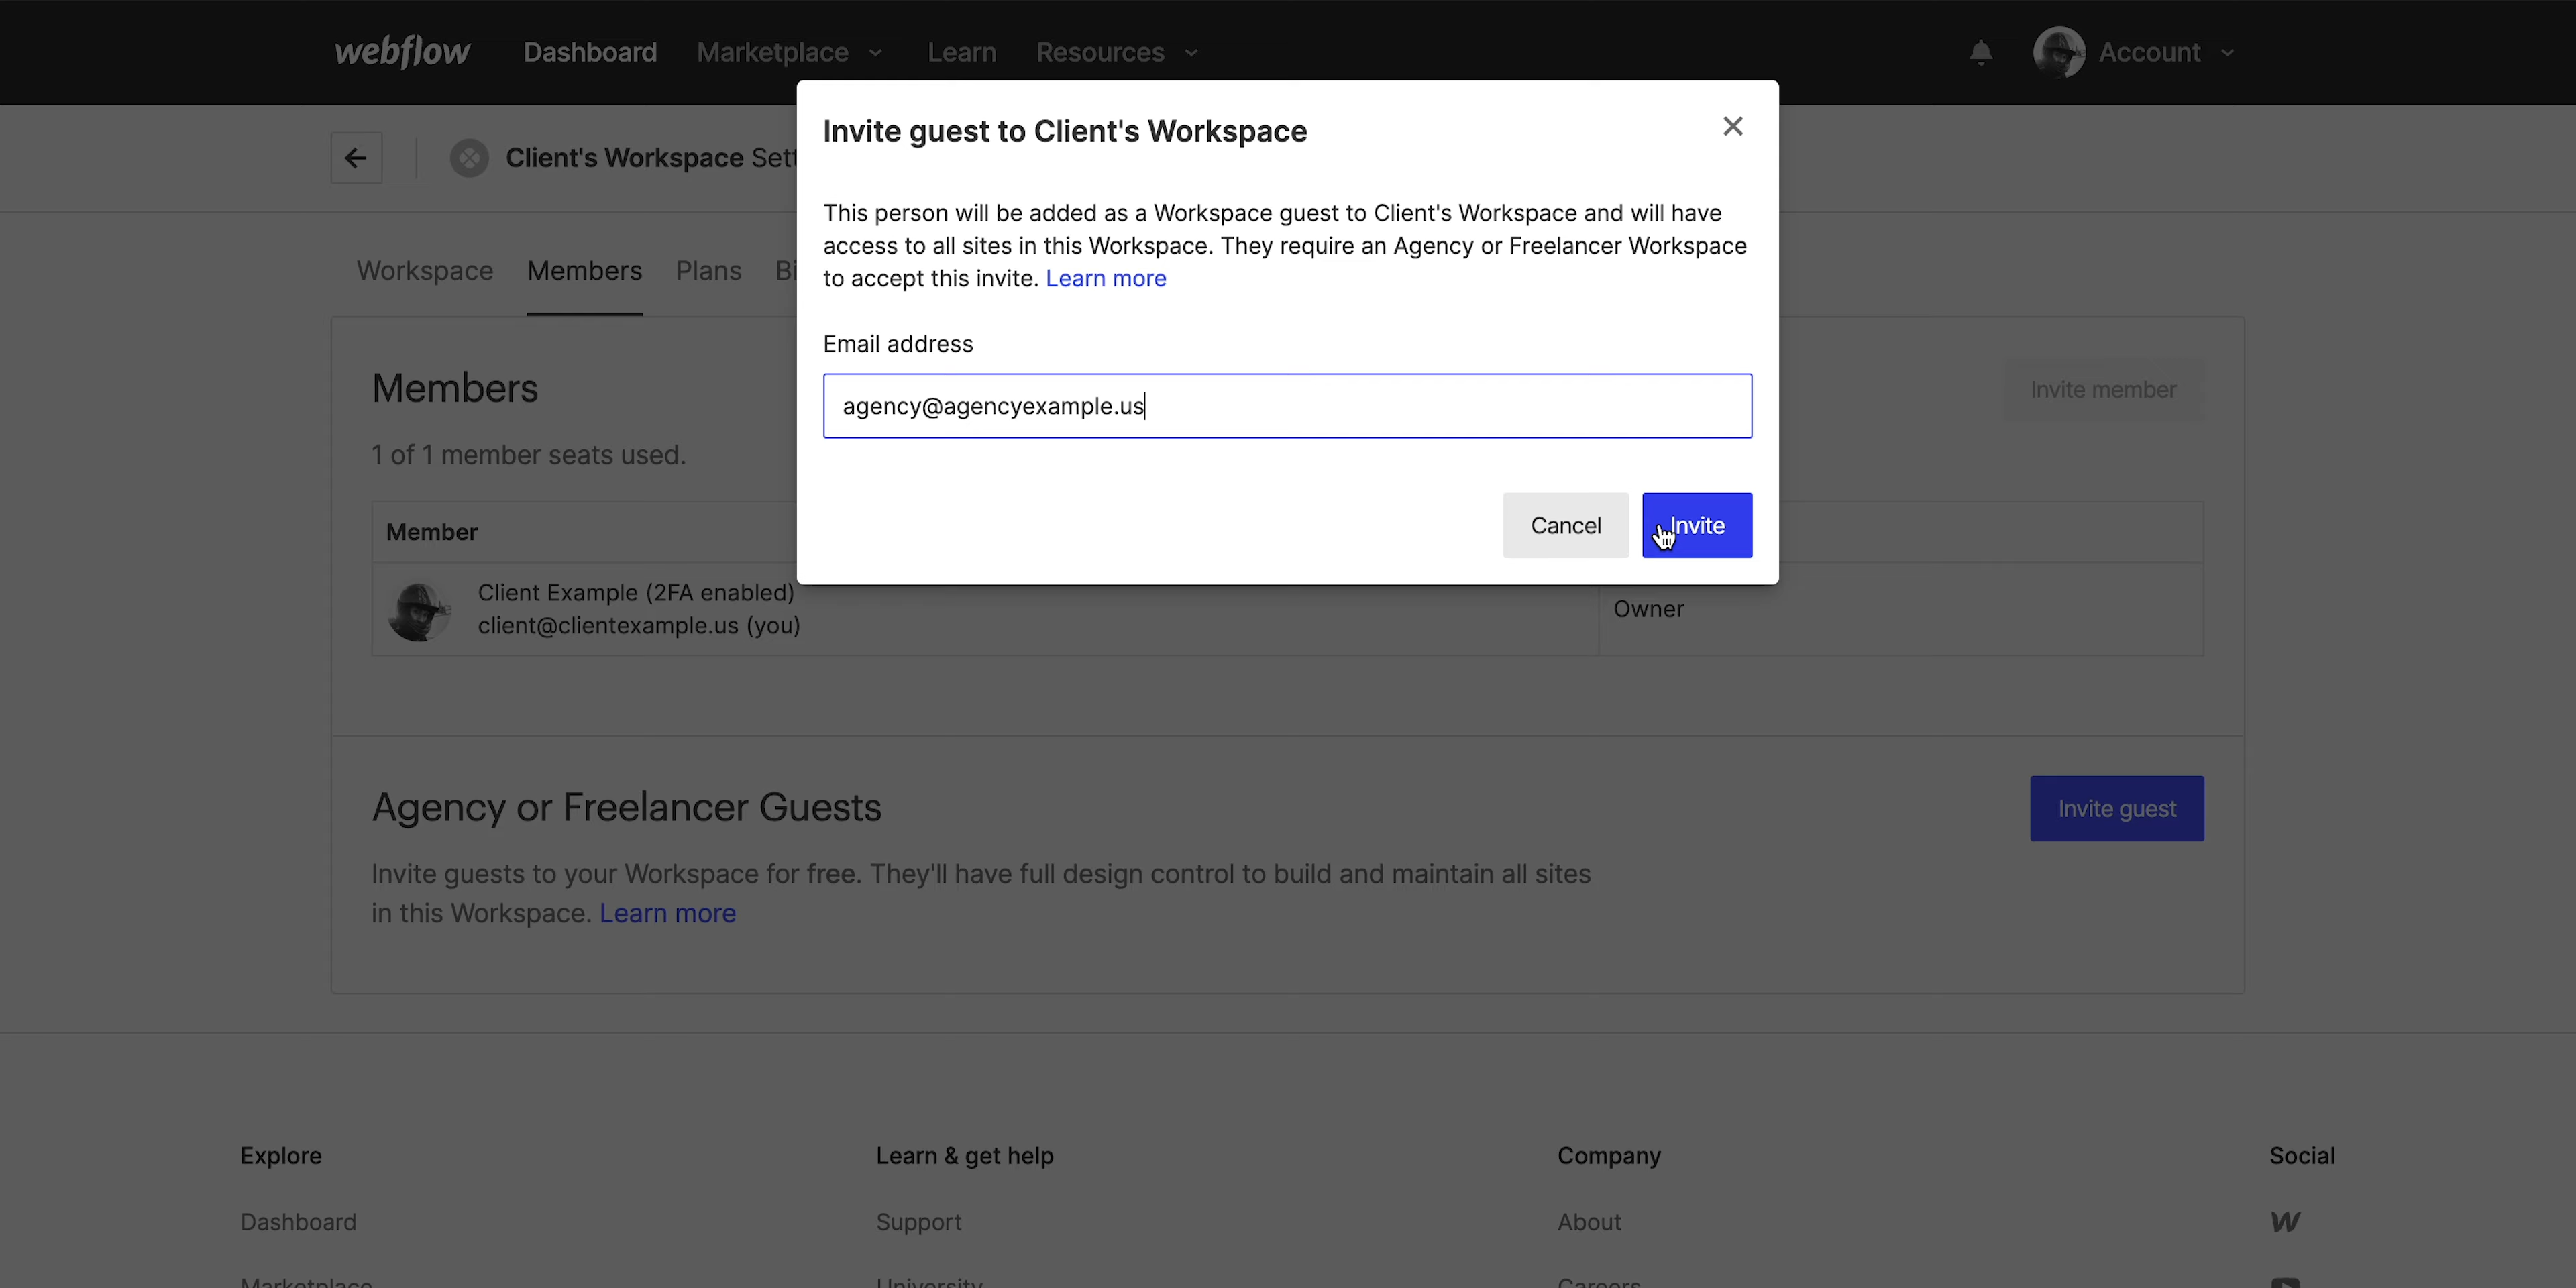 webflow Dashboard Marketplace Learn Resources Account
Invite guest to Client's Workspace
Client's Workspace
This person will be added as a Workspace guest to Client's Workspace and will have
access to all sites in this Workspace. They require an Agency or Freelancer Workspace
to accept this invite. Learn more
Workspace Members Plans
Email address
agency@agencyexample.us
Cancel Invite
Members
Invite member
1 of 1 member seats used.
Member
Client Example (2FA enabled)
client@clientexample.us (you)
Owner
Agency or Freelancer Guests
Invite guest
Invite guests to your Workspace for free. They'll have full design control to build and maintain all sites
in this Workspace. Learn more
Explore
Learn & get help
Company
Social
Dashboard
Support
About